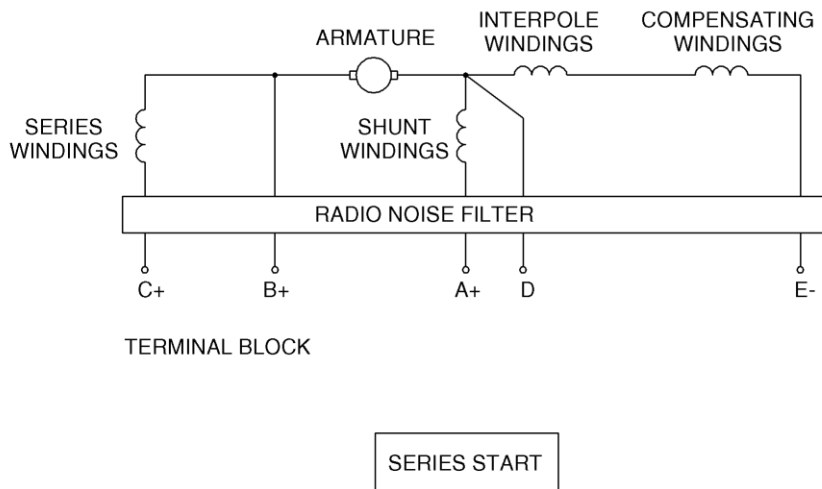 INTERPOLE
WINDINGS
COMPENSATING
WINDINGS
ARMATURE
SERIES
WINDINGS
SHUNT
WINDINGS
RADIO NOISE FILTER
C+
B+
A+
D
E-
TERMINAL BLOCK
SERIES START